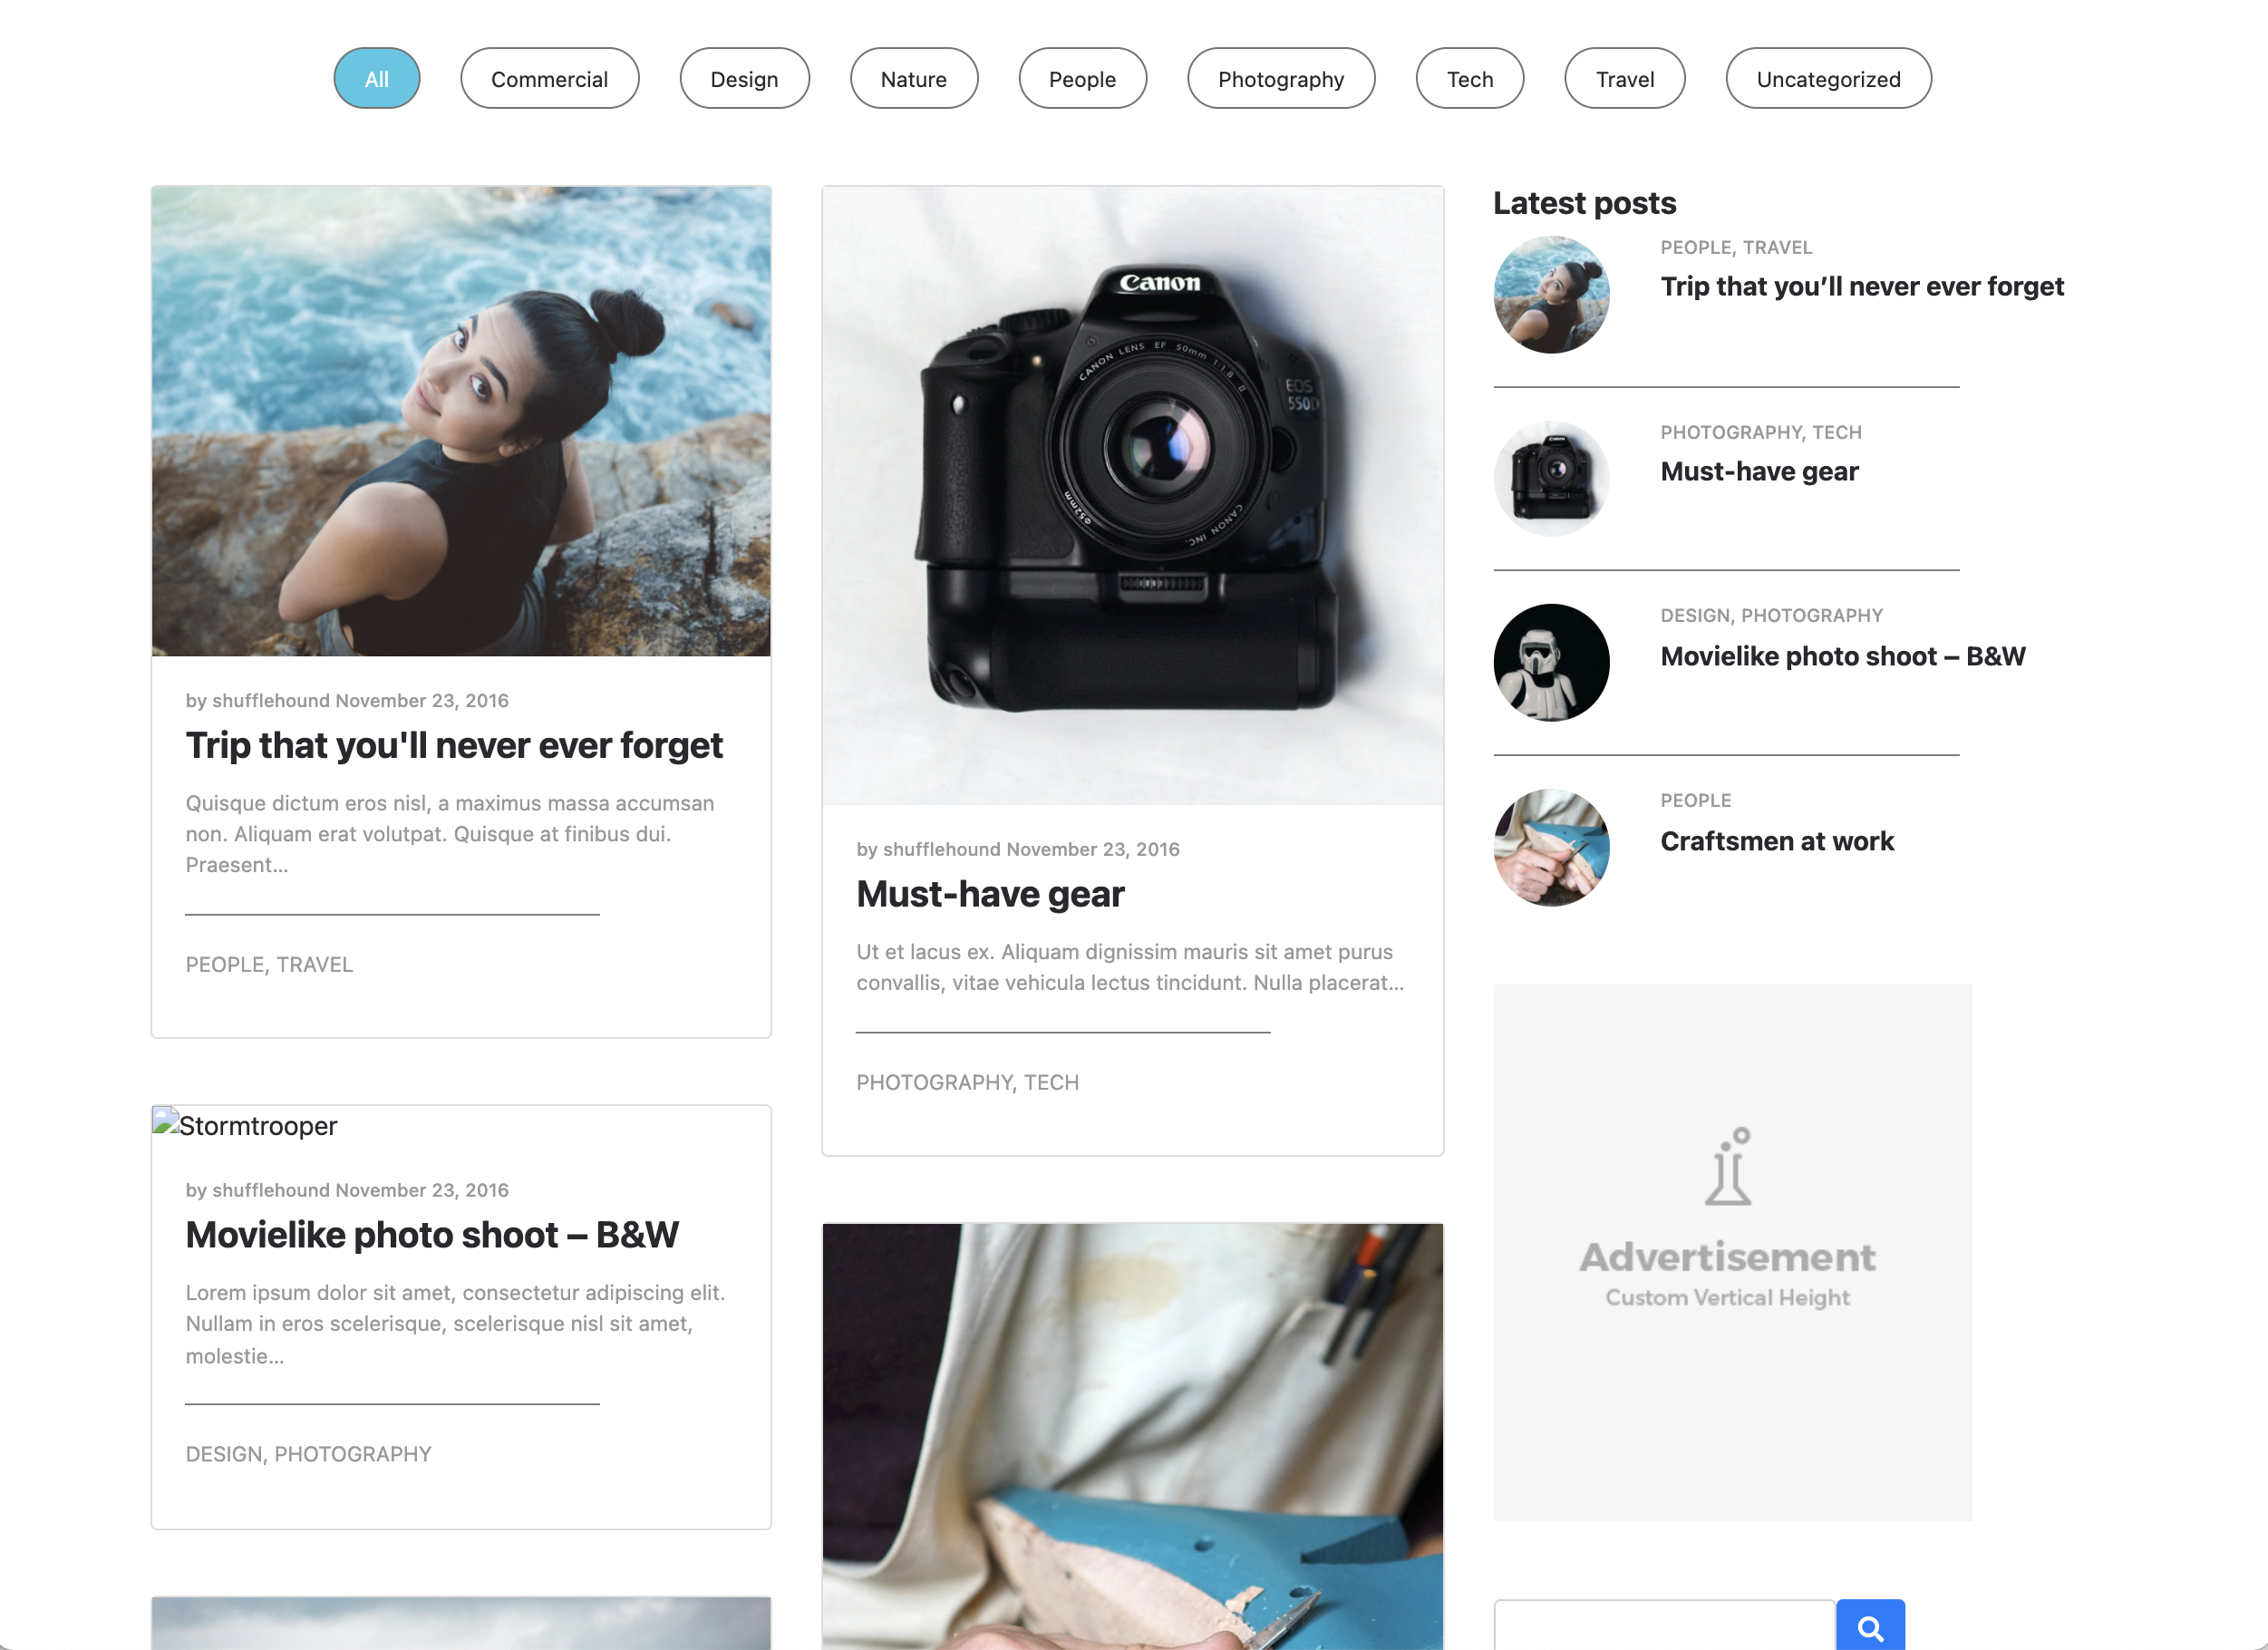 All
Commercial
Design
Nature
People
Photography
Tech
Travel
Uncategorized
by shufflehound November 23, 2016
Trip that you'll never ever forget
Quisque dictum eros nisl, a maximus massa accumsan
non. Aliquam erat volutpat. Quisque at finibus dui.
Praesent...
PEOPLE, TRAVEL
Stormtrooper
by shufflehound November 23, 2016
Movielike photo shoot – B&W
Lorem ipsum dolor sit amet, consectetur adipiscing elit.
Nullam in eros scelerisque, scelerisque nisl sit amet,
molestie...
DESIGN, PHOTOGRAPHY
Canon
CANON LENS EF 50mm 1:1.8 II
EOS
550D
Φ52mm
CANON INC.
by shufflehound November 23, 2016
Must-have gear
Ut et lacus ex. Aliquam dignissim mauris sit amet purus
convallis, vitae vehicula lectus tincidunt. Nulla placerat...
PHOTOGRAPHY, TECH
Latest posts
PEOPLE, TRAVEL
Trip that you’ll never ever forget
PHOTOGRAPHY, TECH
Must-have gear
DESIGN, PHOTOGRAPHY
Movielike photo shoot – B&W
PEOPLE
Craftsmen at work
Advertisement
Custom Vertical Height